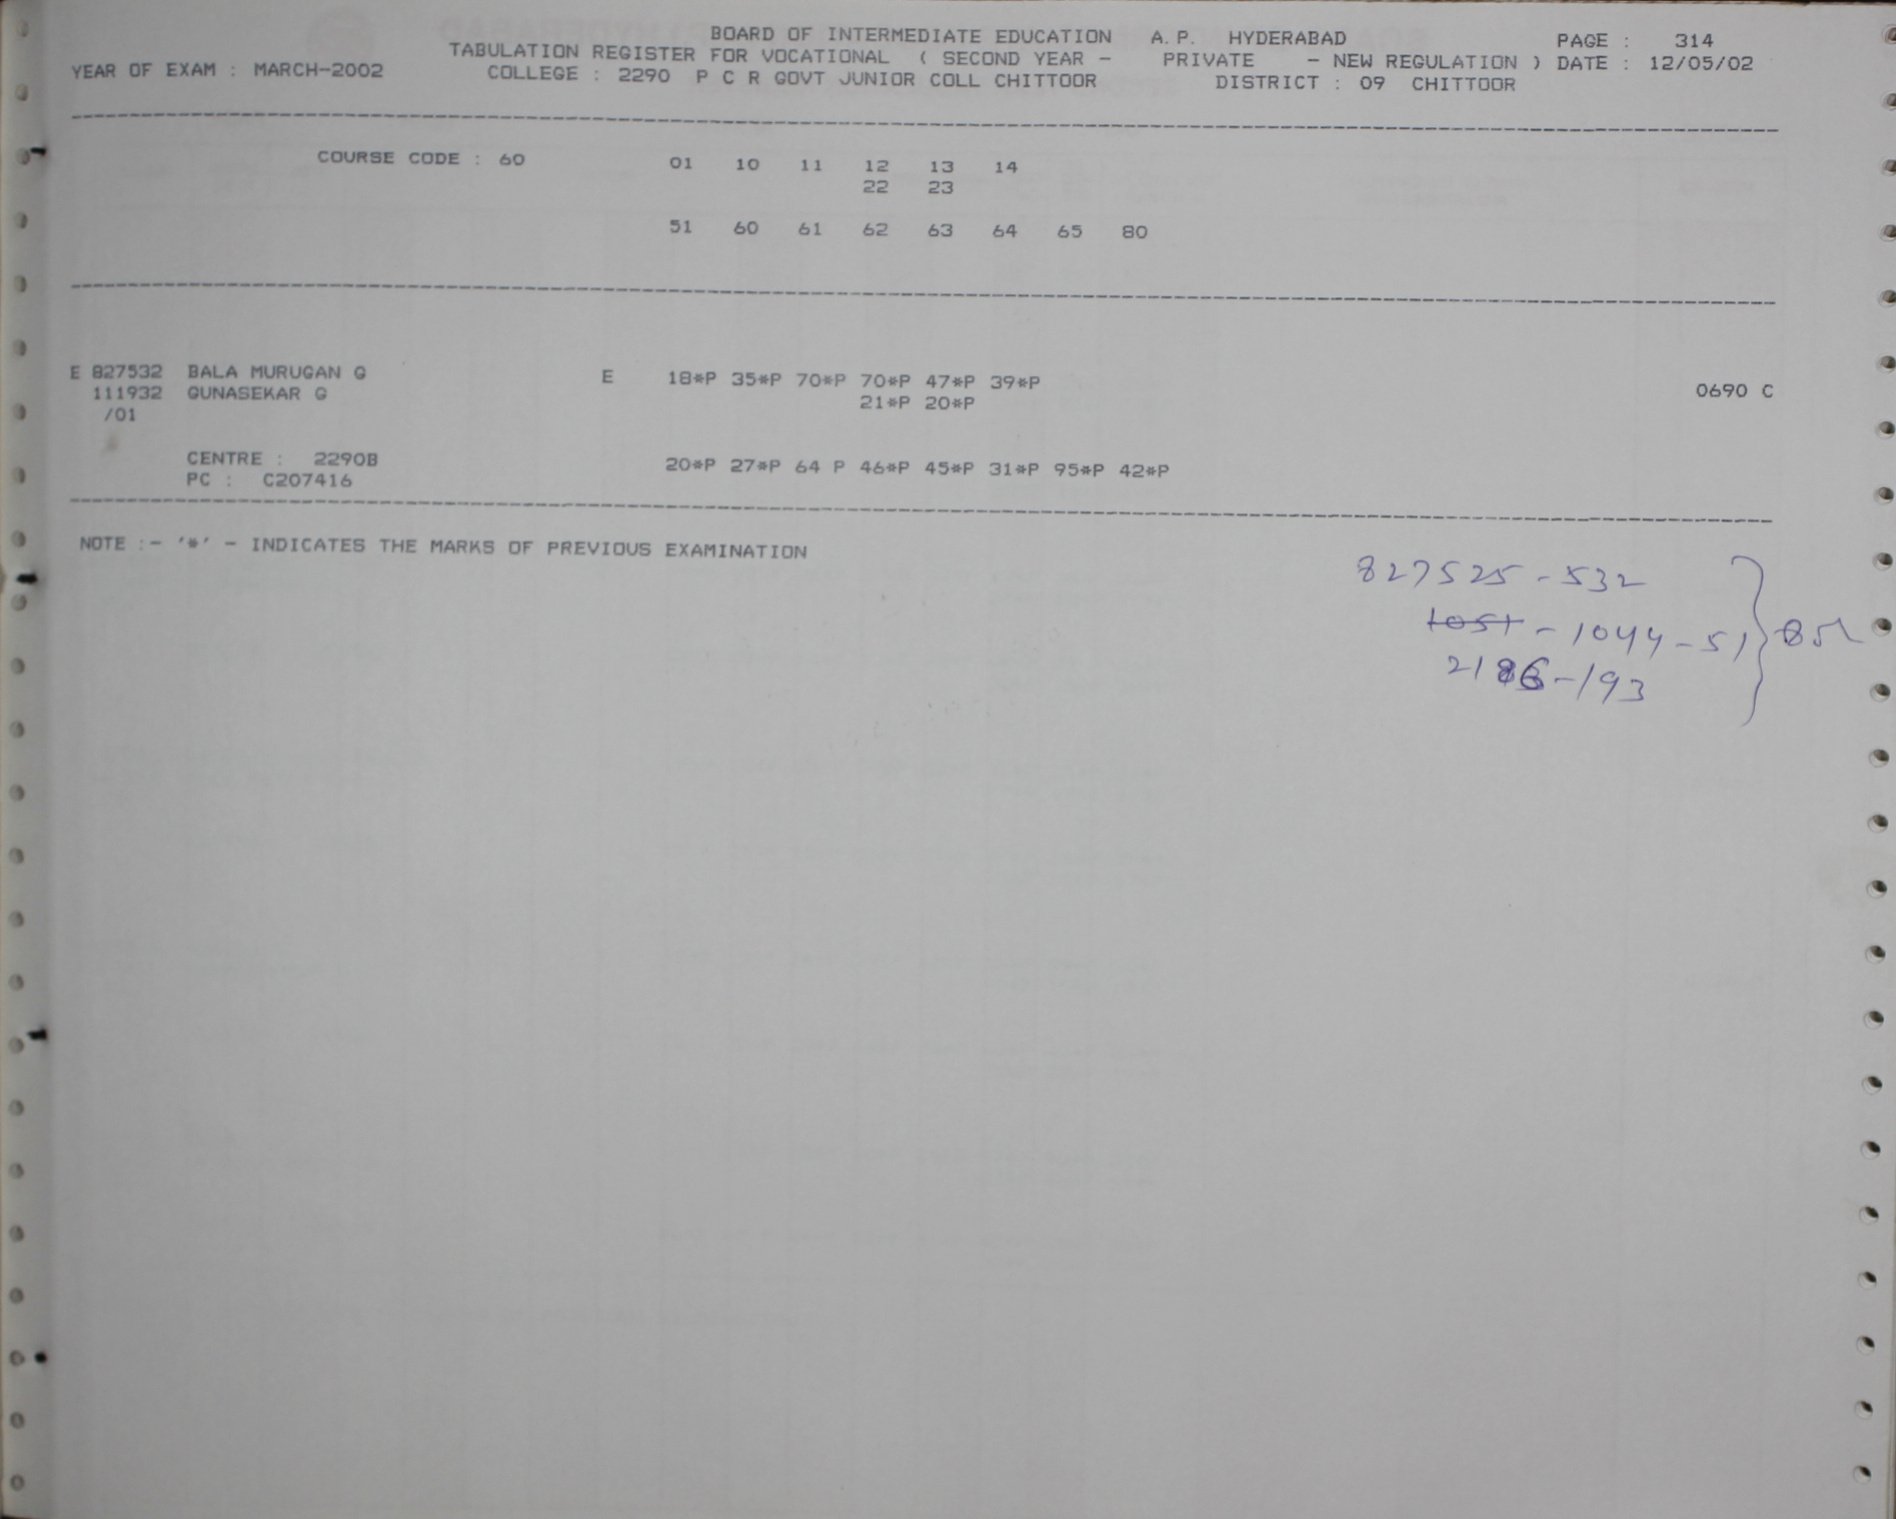 BOARD OF INTERMEDIATE EDUCATION A.P. HYDERABAD PAGE : 314
TABULATION REGISTER FOR VOCATIONAL ( SECOND YEAR - PRIVATE - NEW REGULATION ) DATE : 12/05/02
YEAR OF EXAM : MARCH-2002 COLLEGE : 2290 P C R GOVT JUNIOR COLL CHITTOOR DISTRICT : 09 CHITTOOR
COURSE CODE : 60 01 10 11 12 13 14
22 23
51 60 61 62 63 64 65 80
E 827532 BALA MURUGAN G E 18*P 35*P 70*P 70*P 47*P 39*P
111932 GUNASEKAR G 21*P 20*P 0690 C
/01
CENTRE : 2290B 20*P 27*P 64 P 46*P 45*P 31*P 95*P 42*P
PC : C207416
NOTE :- '*' - INDICATES THE MARKS OF PREVIOUS EXAMINATION
827525-532
1051 - 1044-51
2186-193